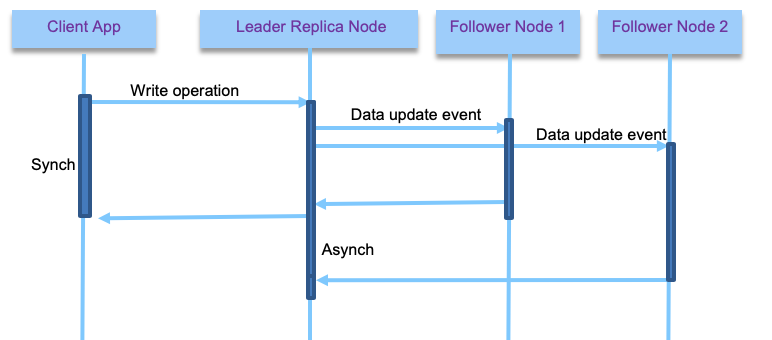 Client App
Leader Replica Node
Follower Node 1
Follower Node 2
Write operation
Data update event
Data update event
Synch
Asynch